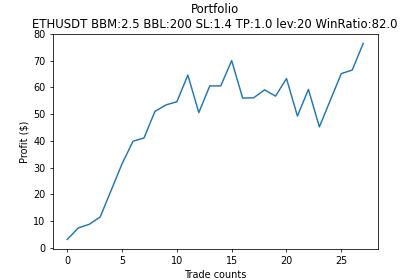 Portfolio
ETHUSDT BBM:2.5 BBL:200 SL:1.4 TP:1.0 lev:20 WinRatio:82.0
80
70
60
50
40
30
20
10
0
Profit ($)
0 5 10 15 20 25
Trade counts